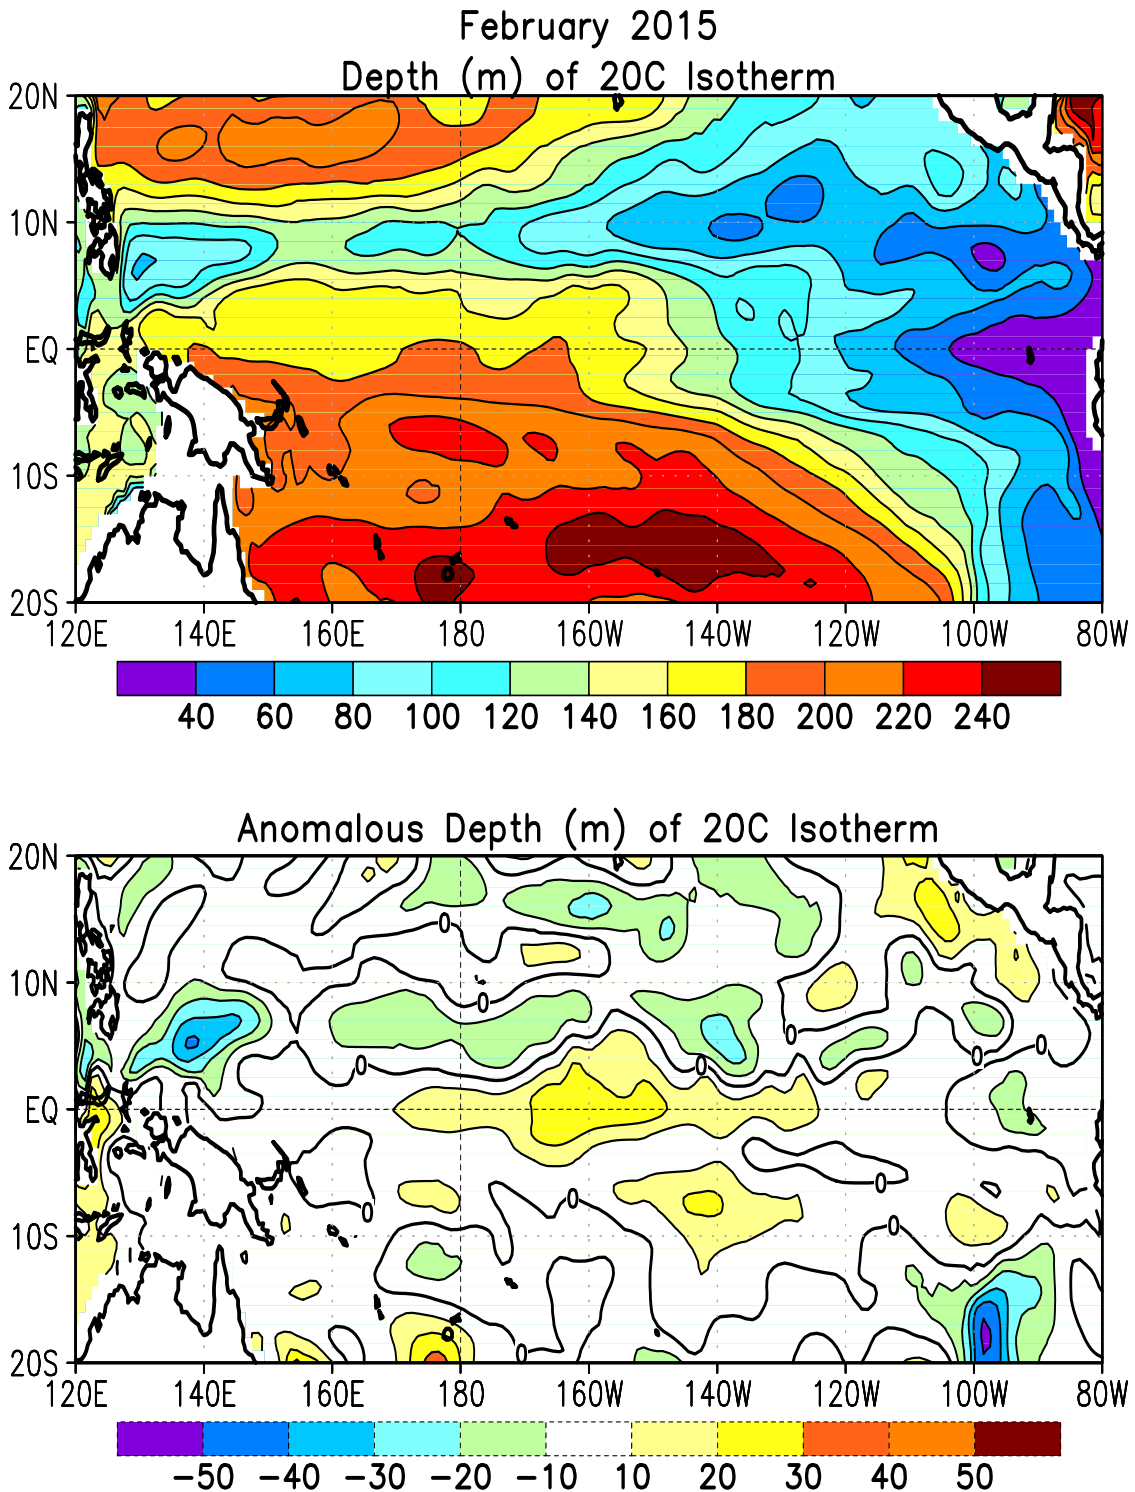 February 2015
Depth (m) of 20C Isotherm
20N
10N
EQ
10S
20S
120E 140E 160E 180 160W 140W 120W 100W 80W
40 60 80 100 120 140 160 180 200 220 240
Anomalous Depth (m) of 20C Isotherm
20N
0
10N
0
0
0 0 0 0
EQ
0 0 0
0
10S
0
20S
120E 140E 160E 180 160W 140W 120W 100W 80W
−50 −40 −30 −20 −10 10 20 30 40 50